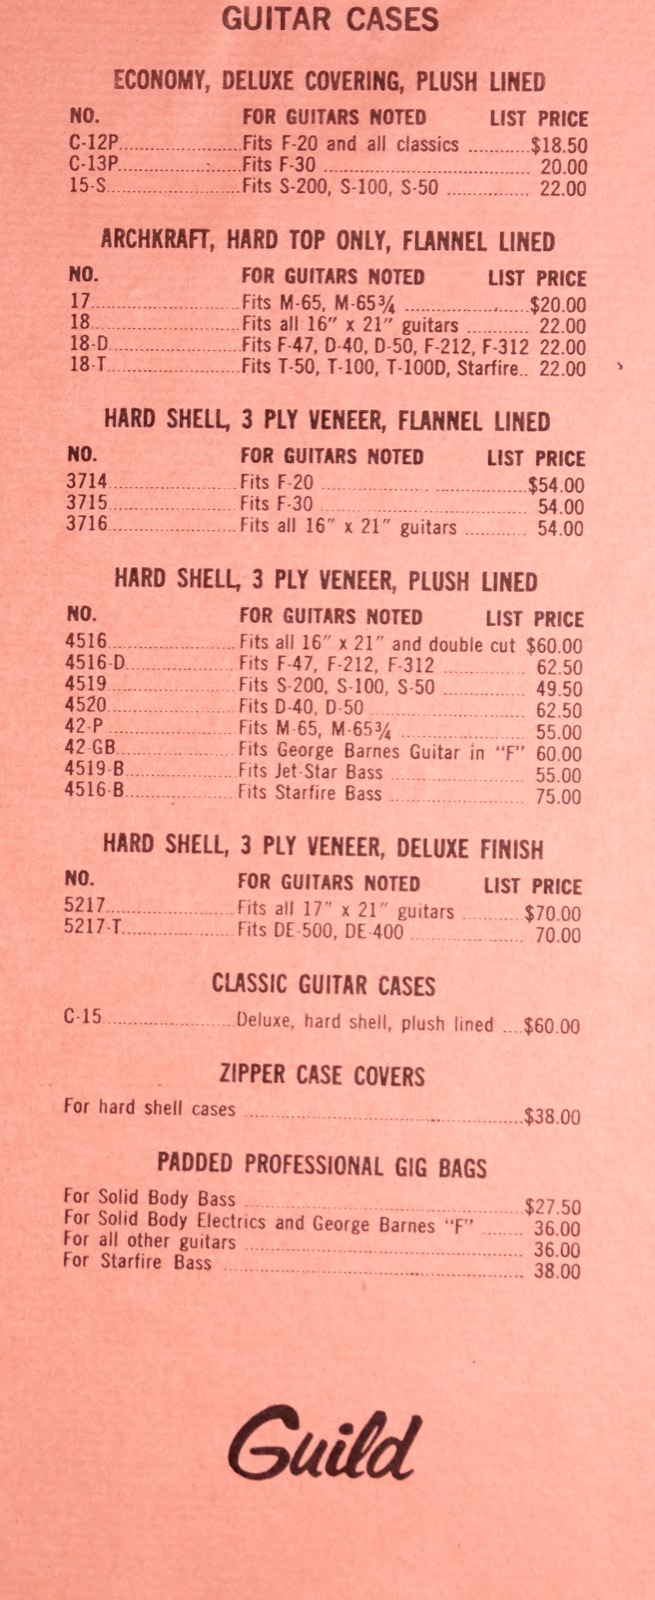 GUITAR CASES
ECONOMY, DELUXE COVERING, PLUSH LINED
NO. FOR GUITARS NOTED LIST PRICE
C-12P Fits F-20 and all classics $18.50
C-13P Fits F-30 20.00
15-S Fits S-200, S-100, S-50 22.00
ARCHKRAFT, HARD TOP ONLY, FLANNEL LINED
NO. FOR GUITARS NOTED LIST PRICE
17 Fits M-65, M-65¾ $20.00
18 Fits all 16″ x 21″ guitars 22.00
18-D Fits F-47, D-40, D-50, F-212, F-312 22.00
18-T Fits T-50, T-100, T-100D, Starfire.. 22.00
HARD SHELL, 3 PLY VENEER, FLANNEL LINED
NO. FOR GUITARS NOTED LIST PRICE
3714 Fits F-20 $54.00
3715 Fits F-30 54.00
3716 Fits all 16″ x 21″ guitars 54.00
HARD SHELL, 3 PLY VENEER, PLUSH LINED
NO. FOR GUITARS NOTED LIST PRICE
4516 Fits all 16″ x 21″ and double cut $60.00
4516-D Fits F-47, F-212, F-312 62.50
4519 Fits S-200, S-100, S-50 49.50
4520 Fits D-40, D-50 62.50
42-P Fits M-65, M-65¾ 55.00
42-GB Fits George Barnes Guitar in “F” 60.00
4519-B Fits Jet-Star Bass 55.00
4516-B Fits Starfire Bass 75.00
HARD SHELL, 3 PLY VENEER, DELUXE FINISH
NO. FOR GUITARS NOTED LIST PRICE
5217 Fits all 17″ x 21″ guitars $70.00
5217-T Fits DE-500, DE-400 70.00
CLASSIC GUITAR CASES
C-15 Deluxe, hard shell, plush lined $60.00
ZIPPER CASE COVERS
For hard shell cases $38.00
PADDED PROFESSIONAL GIG BAGS
For Solid Body Bass $27.50
For Solid Body Electrics and George Barnes “F” 36.00
For all other guitars 36.00
For Starfire Bass 38.00
Guild